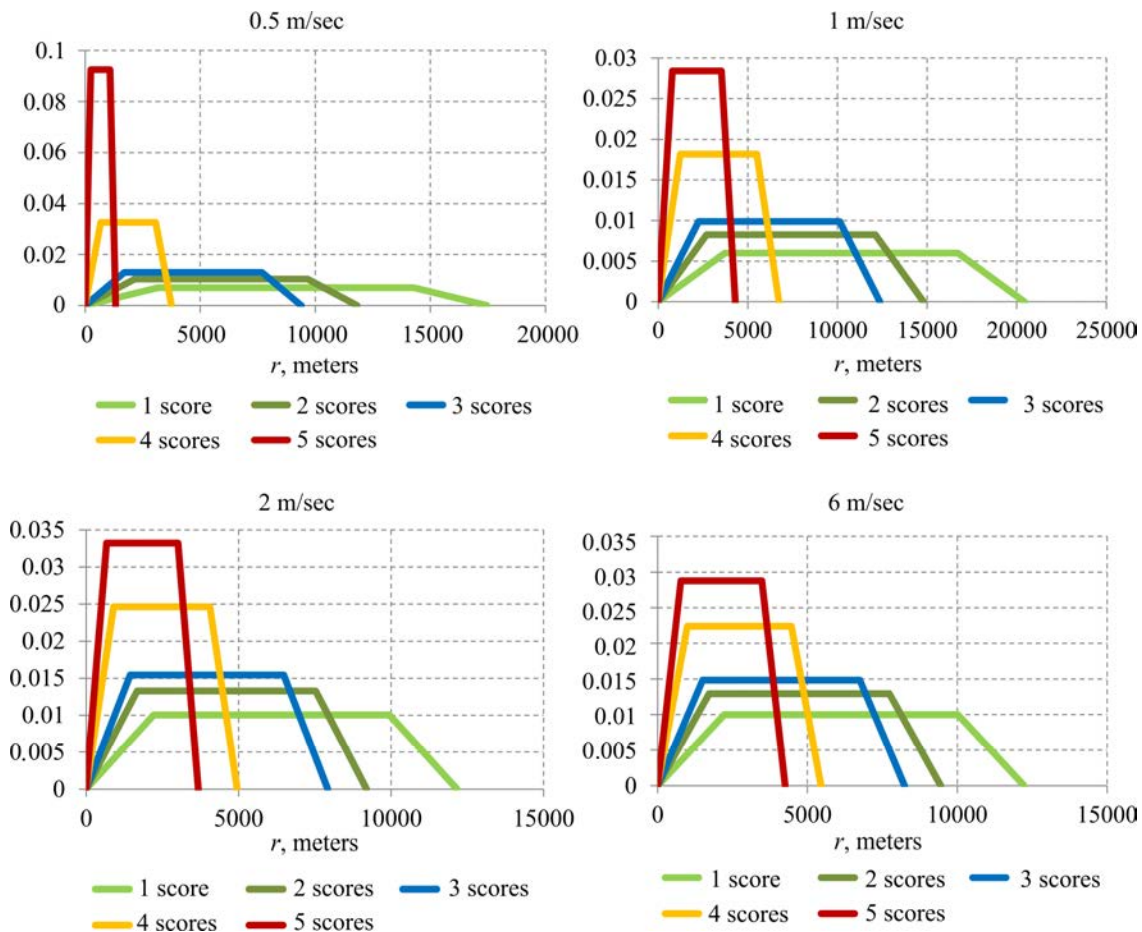 0.5 m/sec
0.1
0.08
0.06
0.04
0.02
0
0 5000 10000 15000 20000
r, meters
1 score 2 scores 3 scores
4 scores 5 scores
1 m/sec
0.03
0.025
0.02
0.015
0.01
0.005
0
0 5000 10000 15000 20000 25000
r, meters
1 score 2 scores 3 scores
4 scores 5 scores
2 m/sec
0.035
0.03
0.025
0.02
0.015
0.01
0.005
0
0 5000 10000 15000
r, meters
1 score 2 scores 3 scores
4 scores 5 scores
6 m/sec
0.035
0.03
0.025
0.02
0.015
0.01
0.005
0
0 5000 10000 15000
r, meters
1 score 2 scores 3 scores
4 scores 5 scores